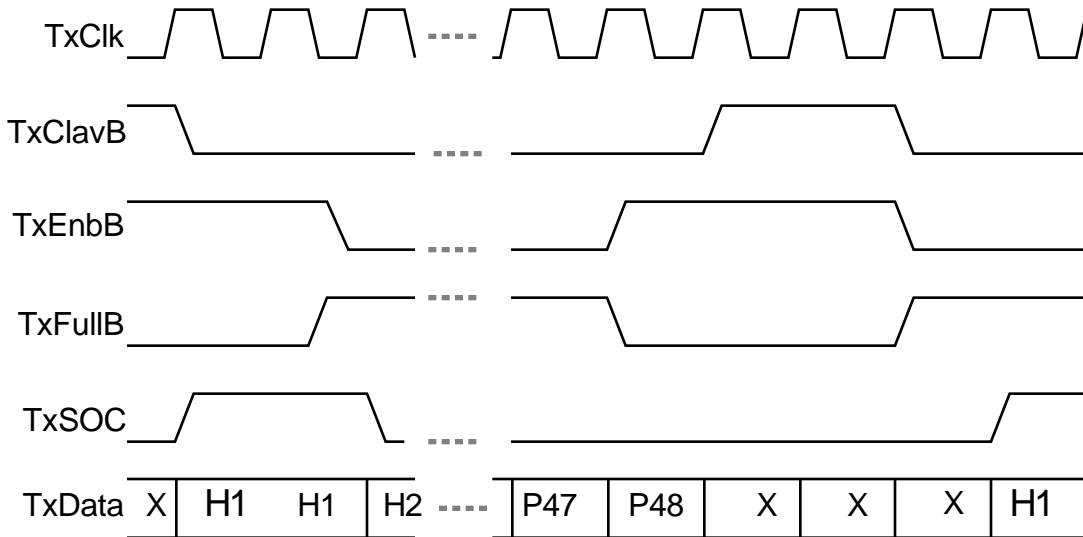 TxClk
TxClavB
TxEnbB
TxFullB
TxSOC
TxData X H1 H1 H2 P47 P48 X X X H1